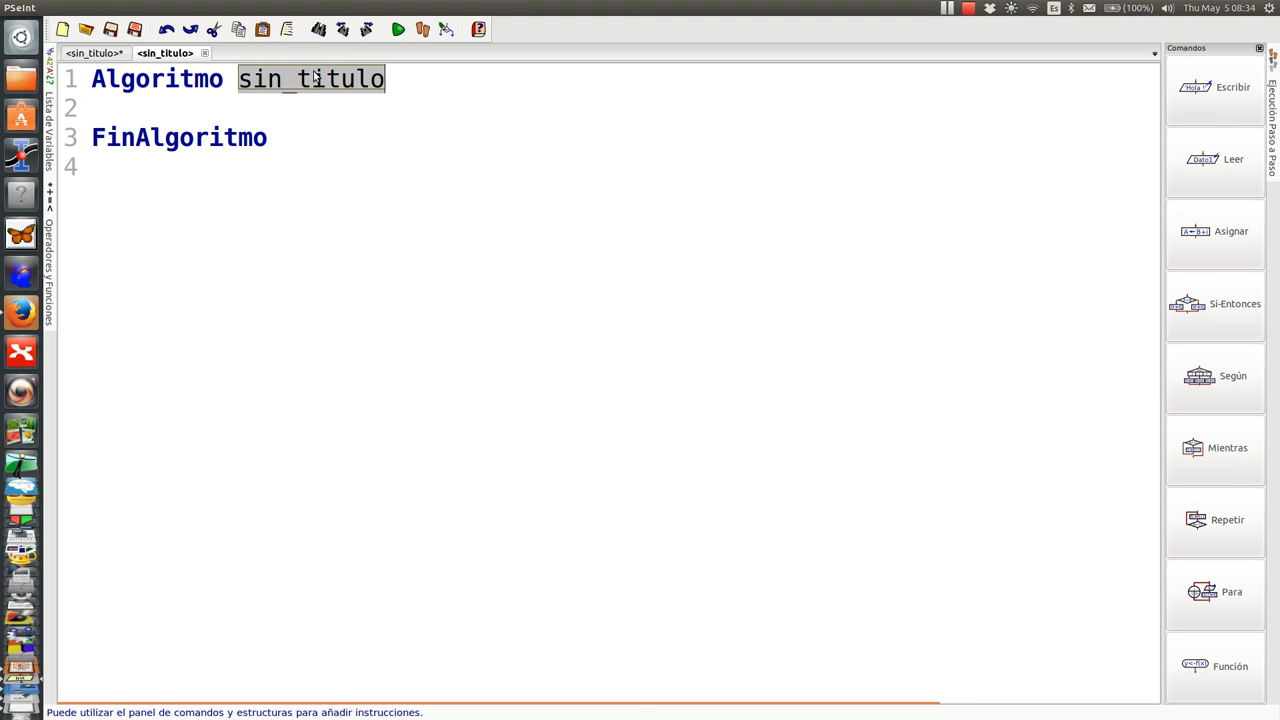 PSeInt
Es
(100%)
Thu May 5 08:34
<sin_titulo>*
<sin_titulo>
Comandos
1 Algoritmo sin_titulo
2
3 FinAlgoritmo
4
Lista de Variables
*+=< Operadores y Funciones
Ejecución Paso a Paso
Escribir
Leer
Asignar
Si-Entonces
Según
Mientras
Repetir
Para
Función
Puede utilizar el panel de comandos y estructuras para añadir instrucciones.